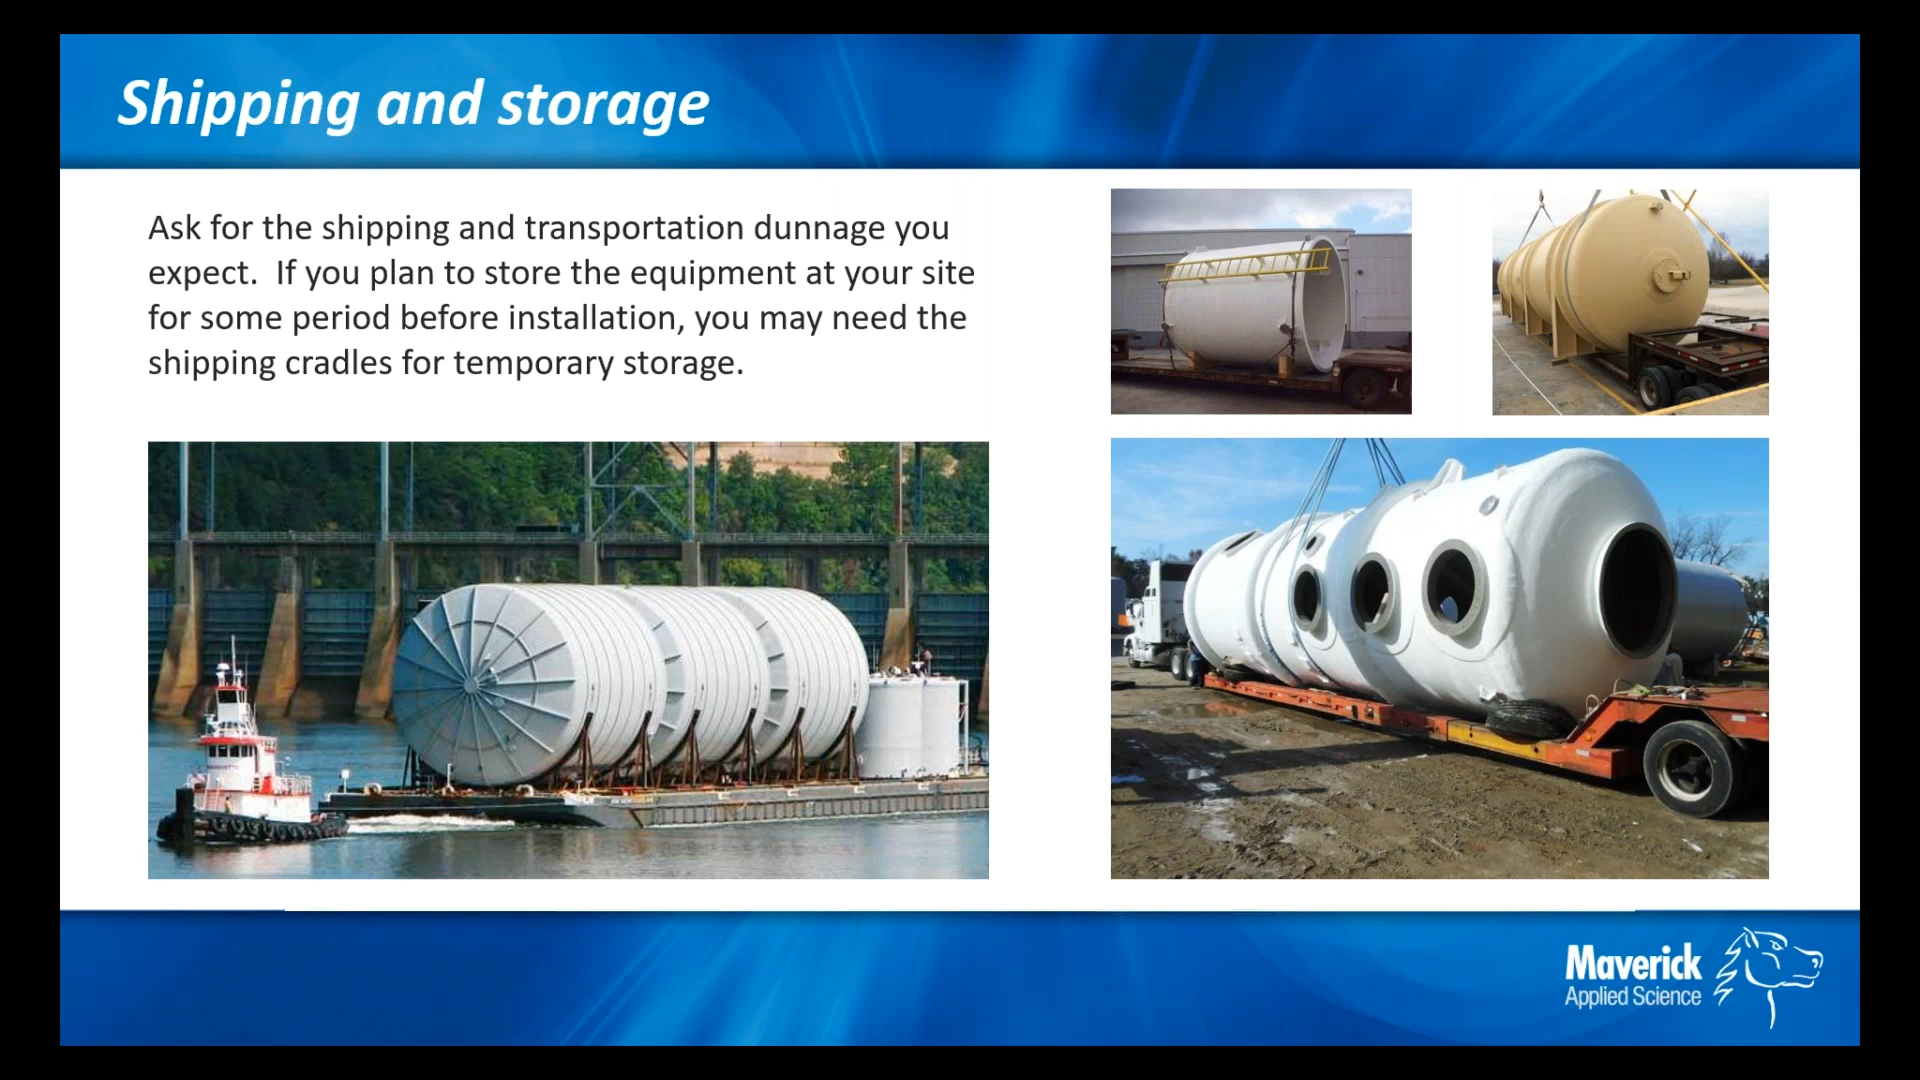 Shipping and storage
Ask for the shipping and transportation dunnage you
expect.  If you plan to store the equipment at your site
for some period before installation, you may need the
shipping cradles for temporary storage.
Maverick
Applied Science